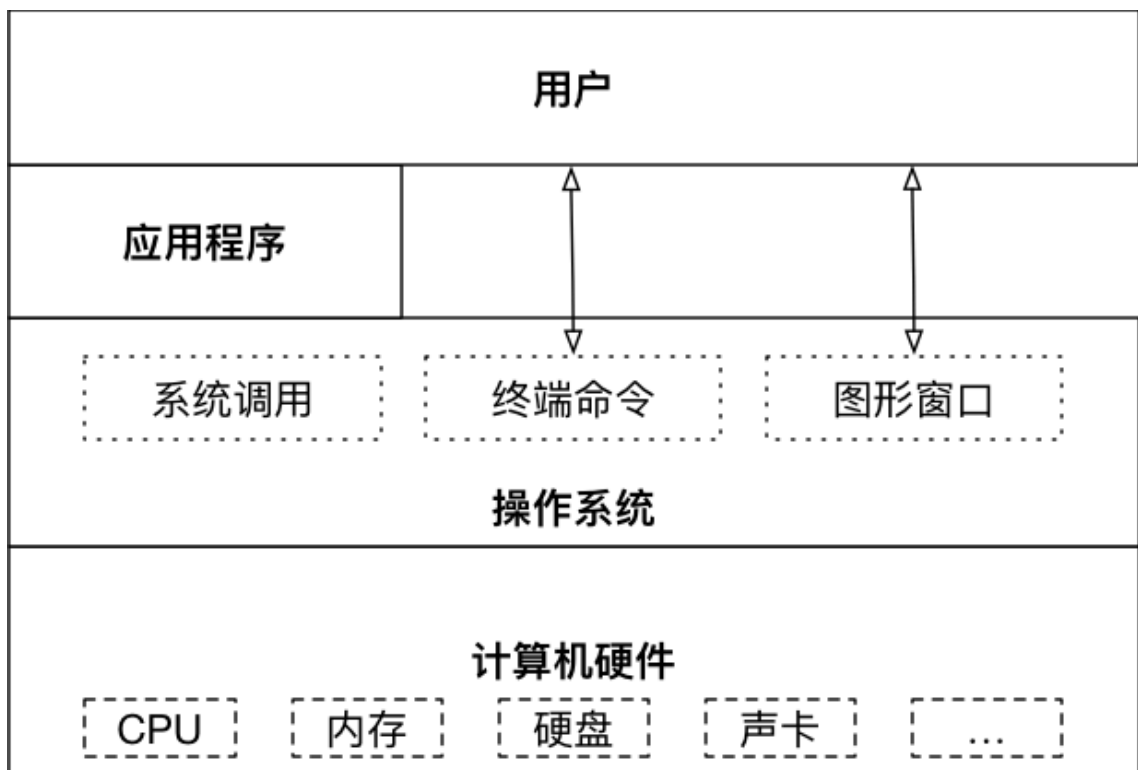 用户
应用程序
系统调用 终端命令 图形窗口
操作系统
计算机硬件
CPU 内存 硬盘 声卡 ...